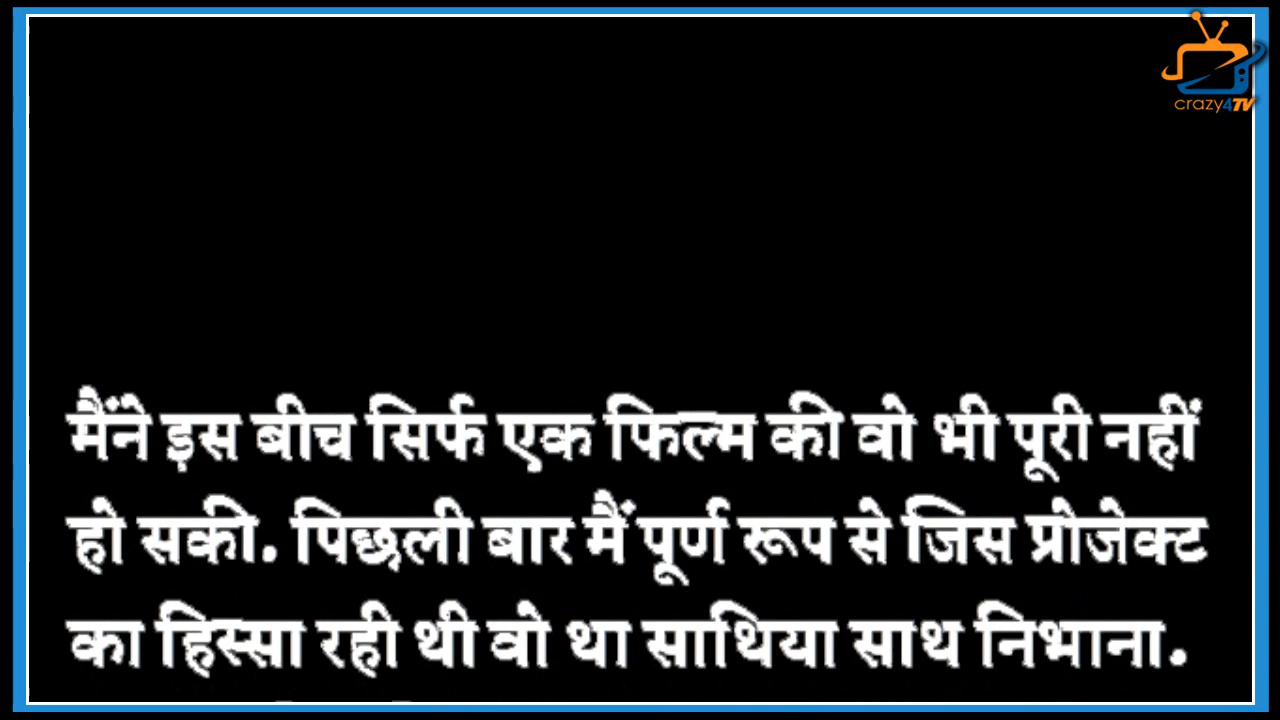 crazy4TV
मैंने इस बीच सिर्फ एक फिल्म की वो भी पूरी नहीं
हो सकी. पिछली बार मैं पूर्ण रूप से जिस प्रोजेक्ट
का हिस्सा रही थी वो था साथिया साथ निभाना.